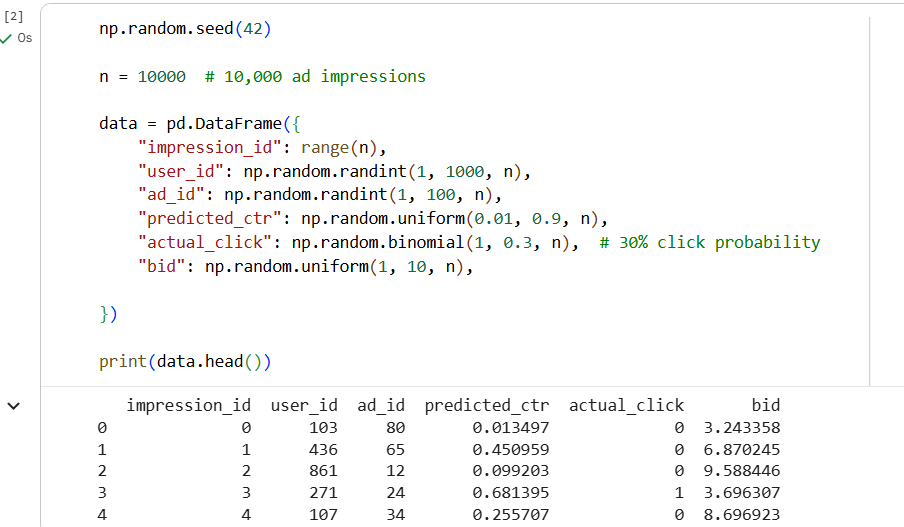 [2]
0s
np.random.seed(42)
n = 10000  # 10,000 ad impressions
data = pd.DataFrame({
    "impression_id": range(n),
    "user_id": np.random.randint(1, 1000, n),
    "ad_id": np.random.randint(1, 100, n),
    "predicted_ctr": np.random.uniform(0.01, 0.9, n),
    "actual_click": np.random.binomial(1, 0.3, n),  # 30% click probability
    "bid": np.random.uniform(1, 10, n),
})
print(data.head())
   impression_id  user_id  ad_id  predicted_ctr  actual_click       bid
0              0      103     80       0.013497             0  3.243358
1              1      436     65       0.450959             0  6.870245
2              2      861     12       0.099203             0  9.588446
3              3      271     24       0.681395             1  3.696307
4              4      107     34       0.255707             0  8.696923